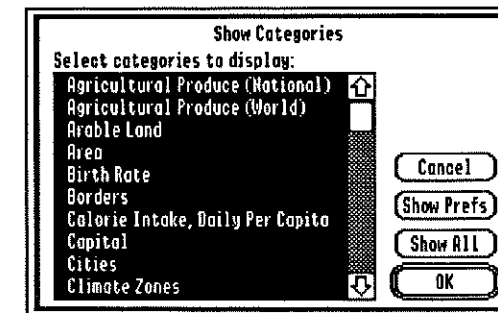 Show Categories
Select categories to display:
Agricultural Produce (National)
Agricultural Produce (World)
Arable Land
Area
Birth Rate
Borders
Calorie Intake, Daily Per Capita
Capital
Cities
Climate Zones
Cancel
Show Prefs
Show All
OK